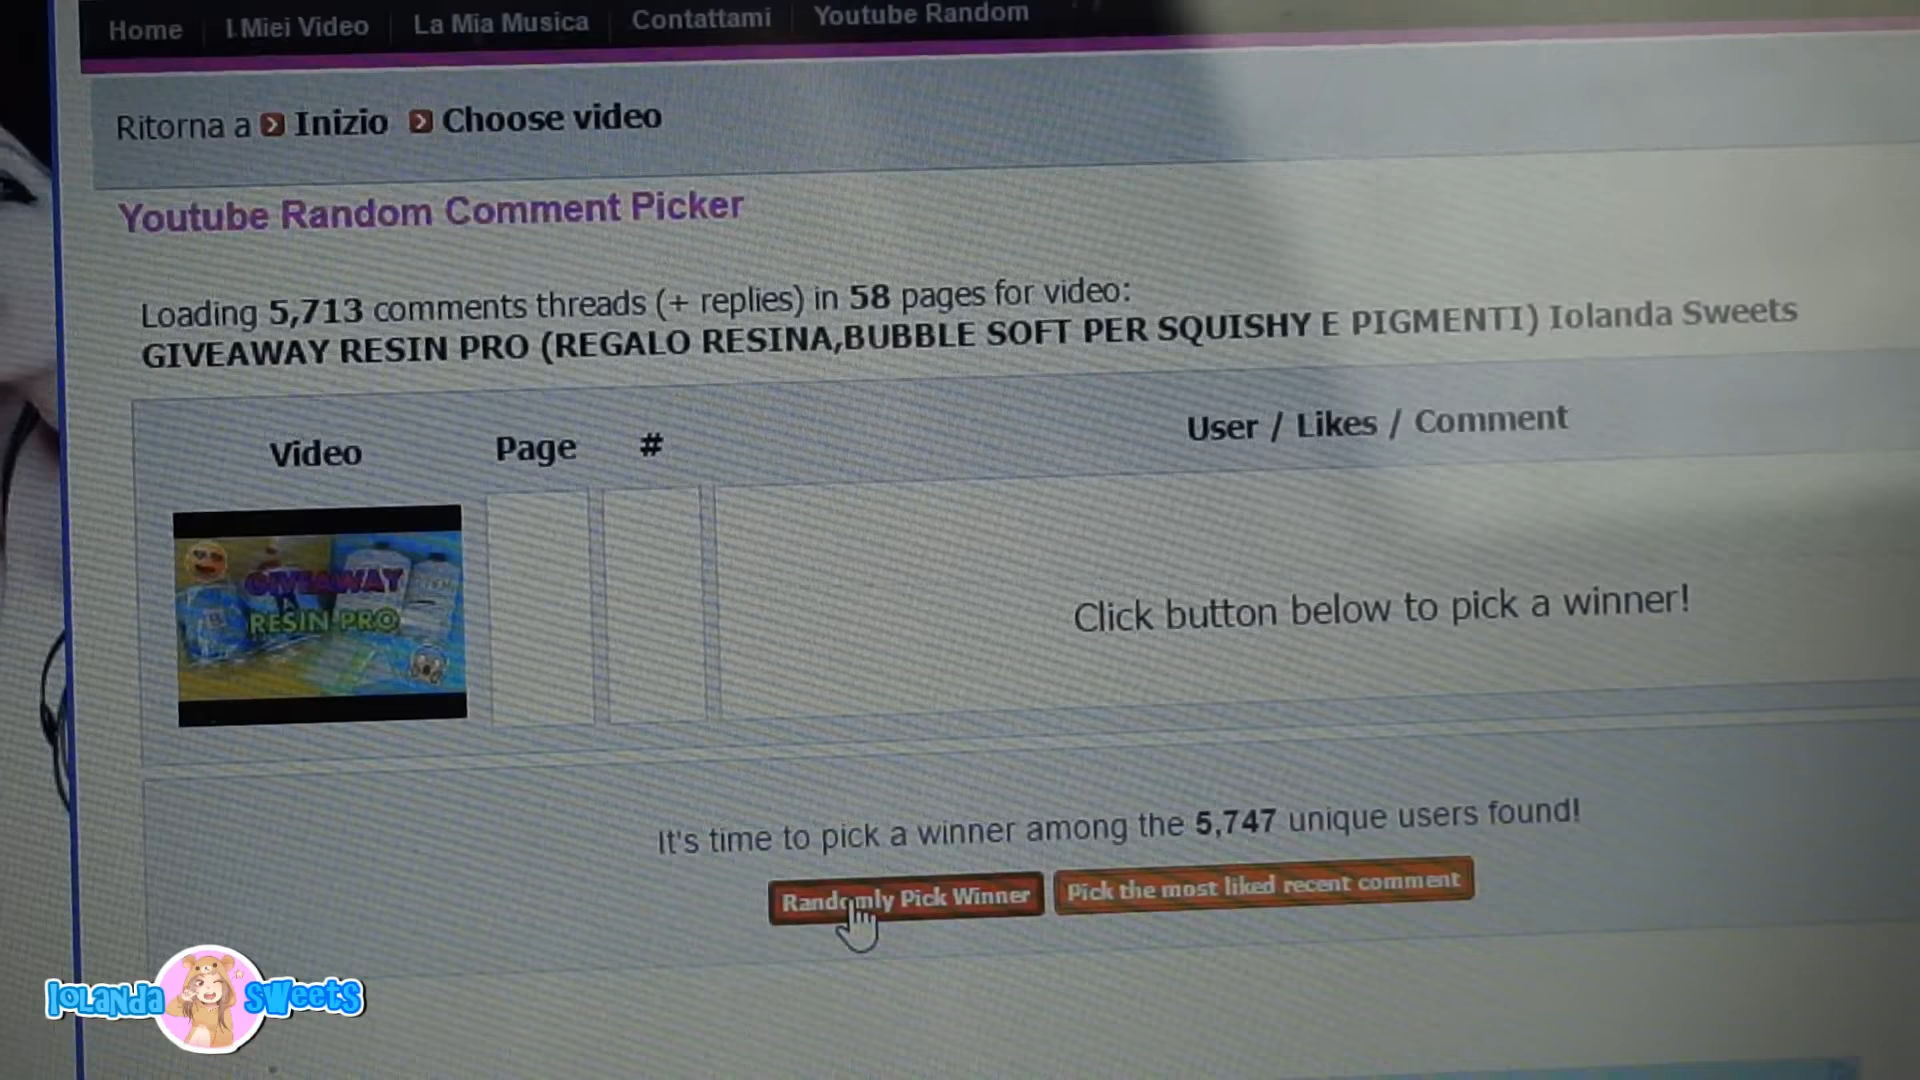 Home I Miei Video La Mia Musica Contattami Youtube Random
Ritorna a Inizio Choose video
Youtube Random Comment Picker
Loading 5,713 comments threads (+ replies) in 58 pages for video:
GIVEAWAY RESIN PRO (REGALO RESINA,BUBBLE SOFT PER SQUISHY E PIGMENTI) Iolanda Sweets
Video Page # User / Likes / Comment
GIVEAWAY
RESIN PRO
Click button below to pick a winner!
It's time to pick a winner among the 5,747 unique users found!
Randomly Pick Winner Pick the most liked recent comment
IOLANDA SWEETS